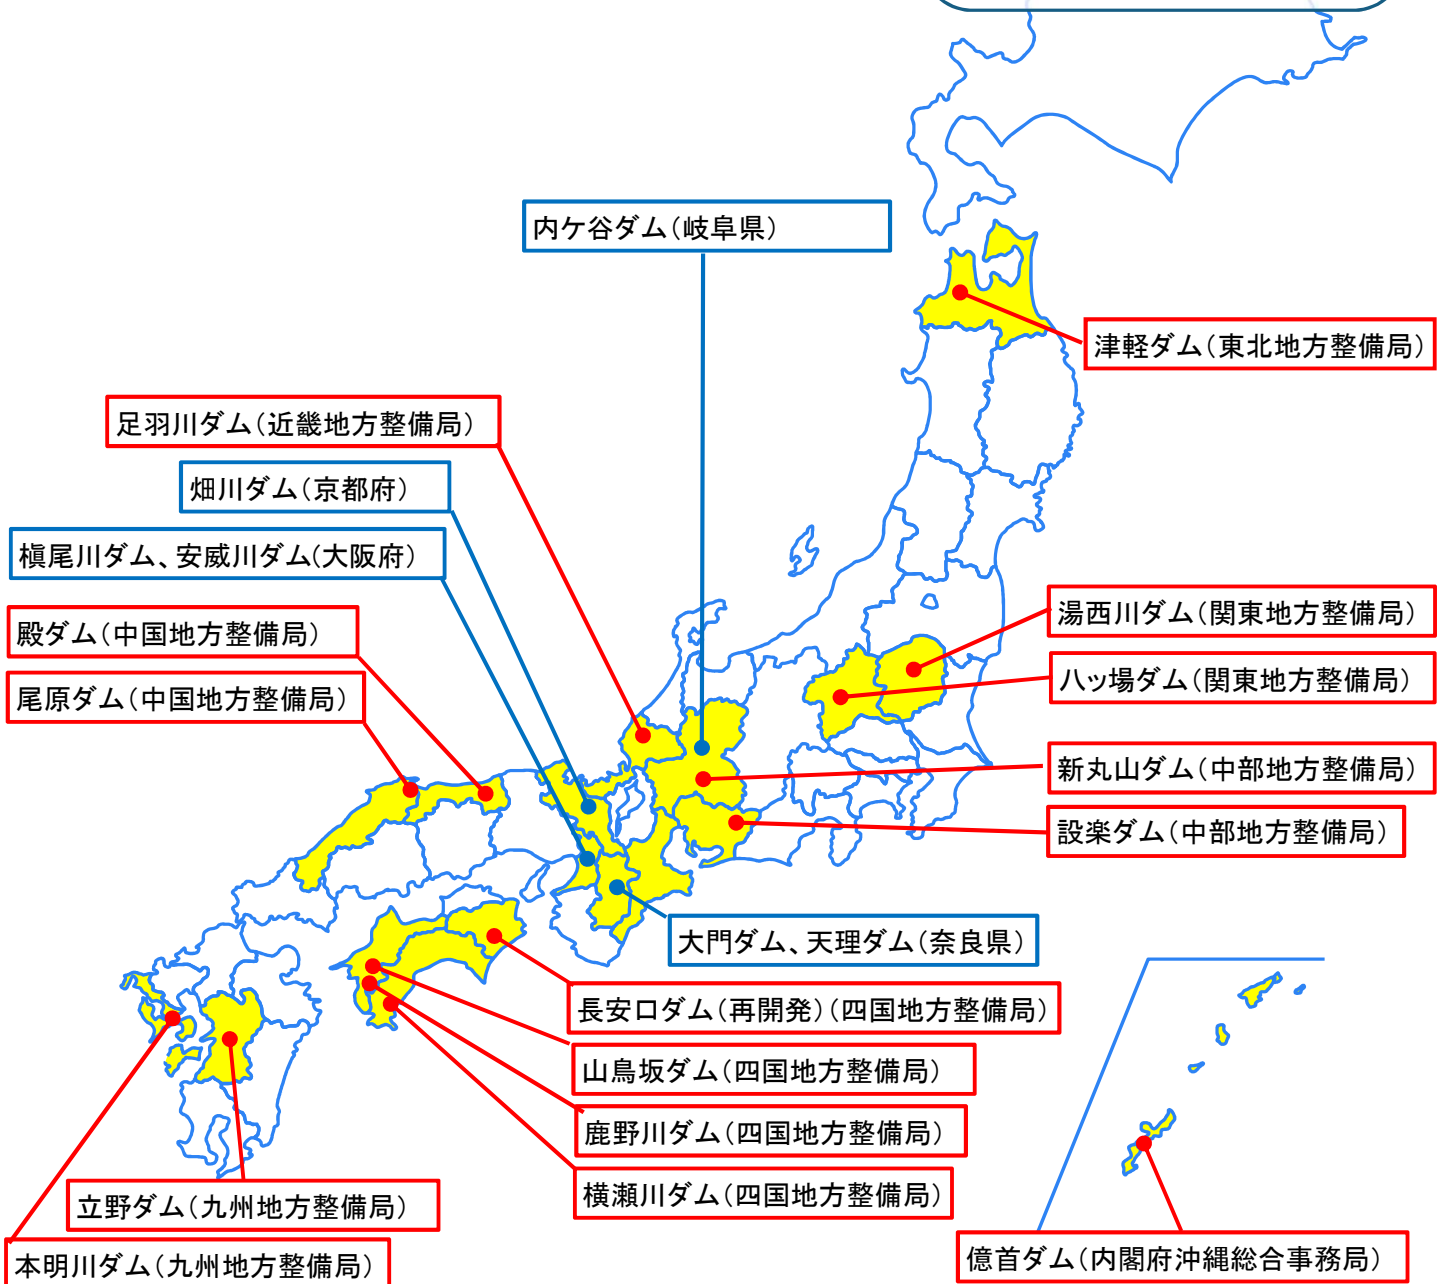 内ケ谷ダム（岐阜県）
津軽ダム（東北地方整備局）
足羽川ダム（近畿地方整備局）
畑川ダム（京都府）
槇尾川ダム、安威川ダム（大阪府）
湯西川ダム（関東地方整備局）
殿ダム（中国地方整備局）
八ッ場ダム（関東地方整備局）
尾原ダム（中国地方整備局）
新丸山ダム（中部地方整備局）
設楽ダム（中部地方整備局）
大門ダム、天理ダム（奈良県）
長安口ダム（再開発）（四国地方整備局）
山鳥坂ダム（四国地方整備局）
鹿野川ダム（四国地方整備局）
横瀬川ダム（四国地方整備局）
立野ダム（九州地方整備局）
本明川ダム（九州地方整備局）
億首ダム（内閣府沖縄総合事務局）